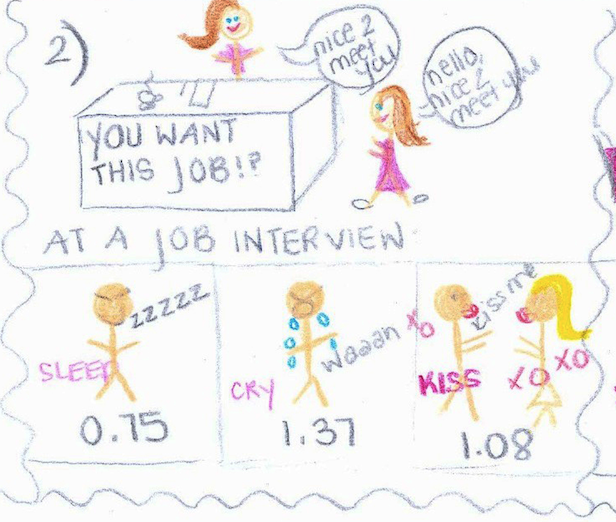 2)
nice 2
meet
you
hello,
nice 2
meet you
YOU WANT
THIS JOB!?
AT A JOB INTERVIEW
ZZZZZ
SLEEP
0.75
waaan
CRY
1.37
kiss me
XO
KISS
XO
XO
1.08